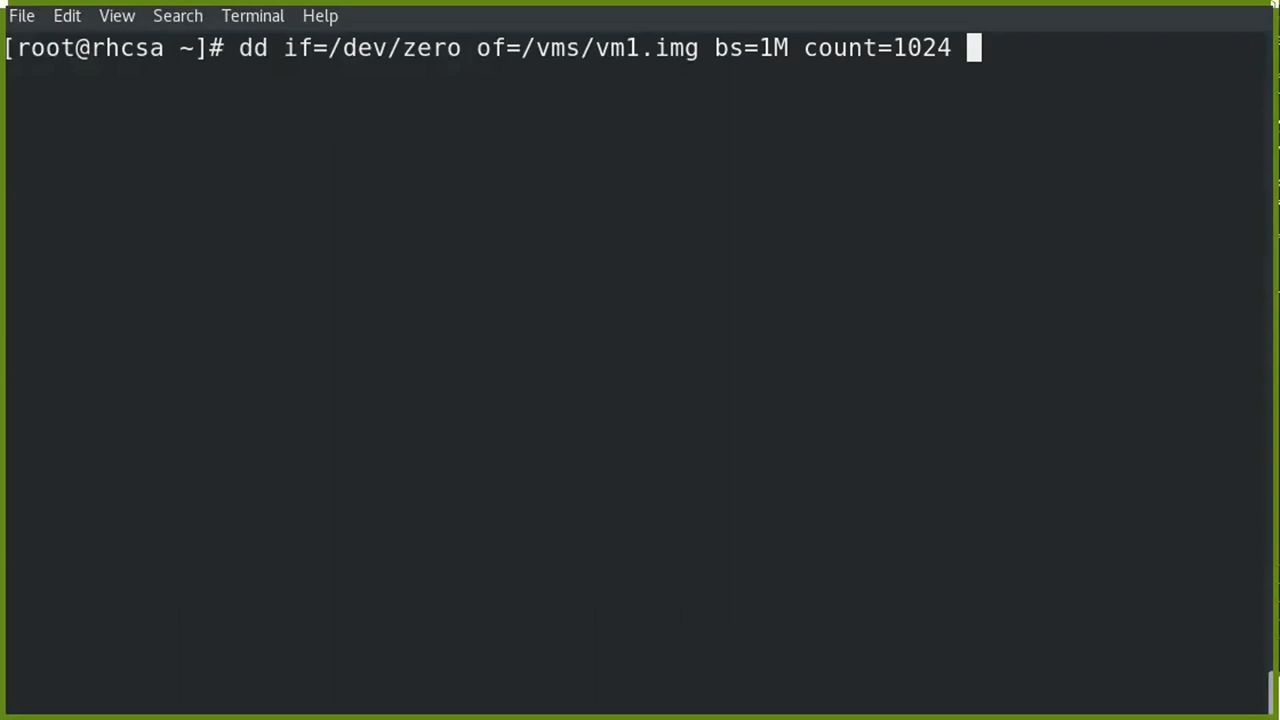 File Edit View Search Terminal Help
[root@rhcsa ~]# dd if=/dev/zero of=/vms/vm1.img bs=1M count=1024